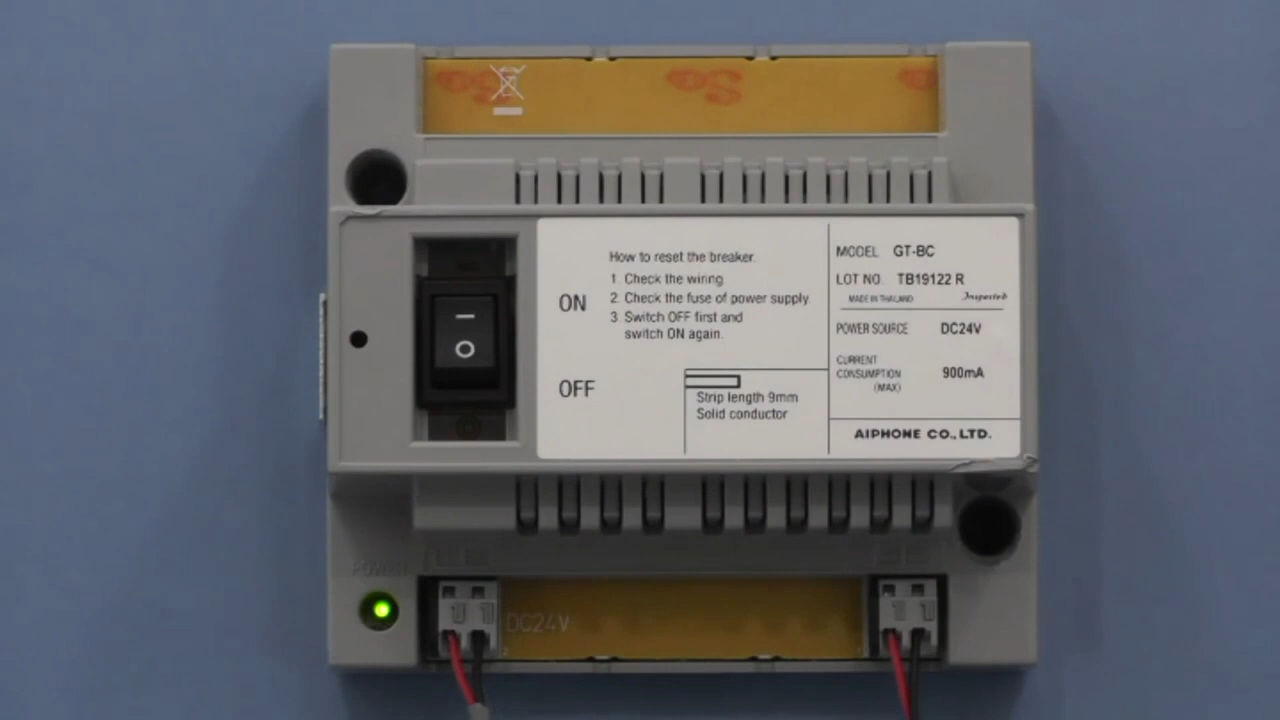 How to reset the breaker.
1. Check the wiring
2. Check the fuse of power supply.
3. Switch OFF first and
switch ON again.
ON
OFF
Strip length 9mm
Solid conductor
MODEL GT-BC
LOT NO. TB19122 R
MADE IN THAILAND Inspected
POWER SOURCE DC24V
CURRENT
CONSUMPTION 900mA
(MAX)
AIPHONE CO., LTD.
POWER
DC24V